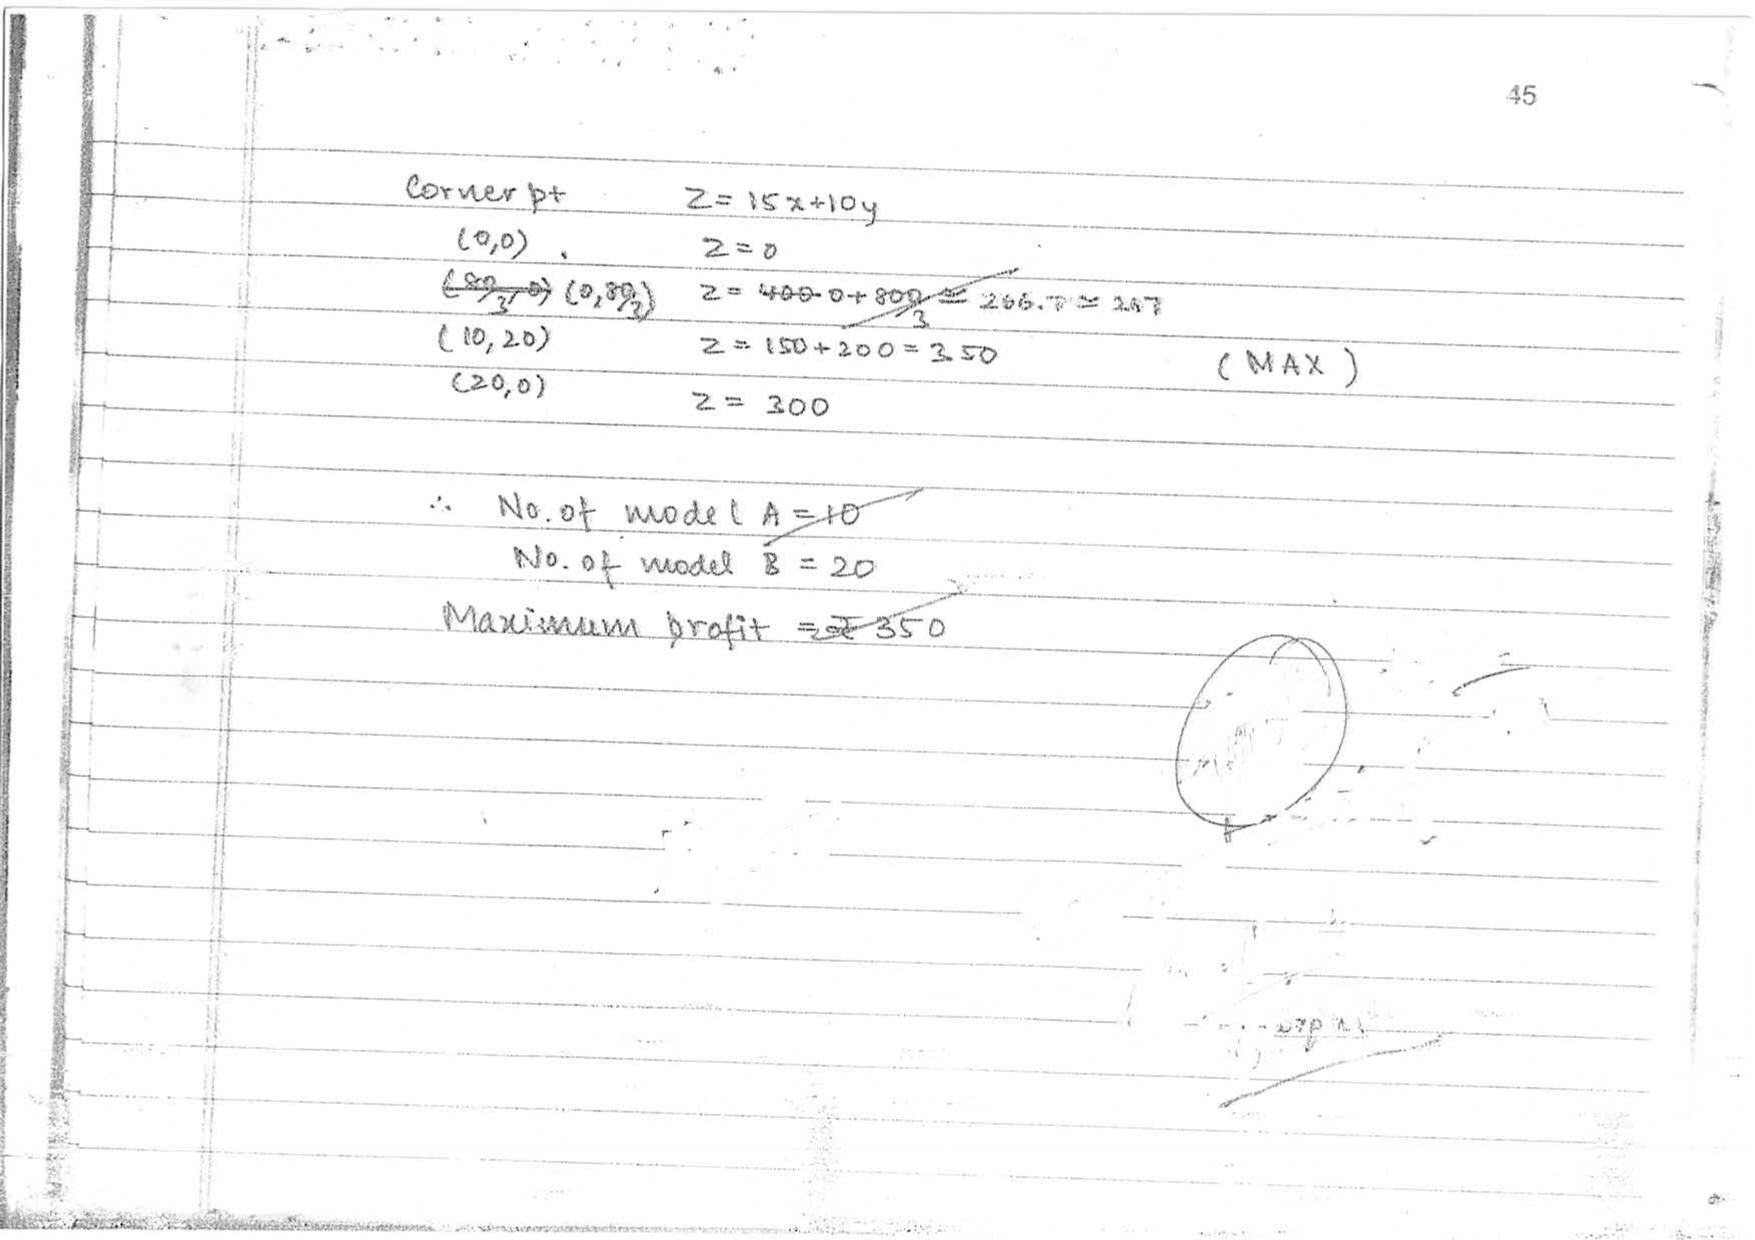 45
Corner pt Z = 15x+10y
(0,0) Z = 0
(80/3, 0) (0, 80/3) Z = 400 0 + 800/3 = 266.7 ≃ 267
(10, 20) Z = 150 + 200 = 350 (MAX)
(20,0) Z = 300
∴ No. of model A = 10
No. of model B = 20
Maximum profit = ₹ 350